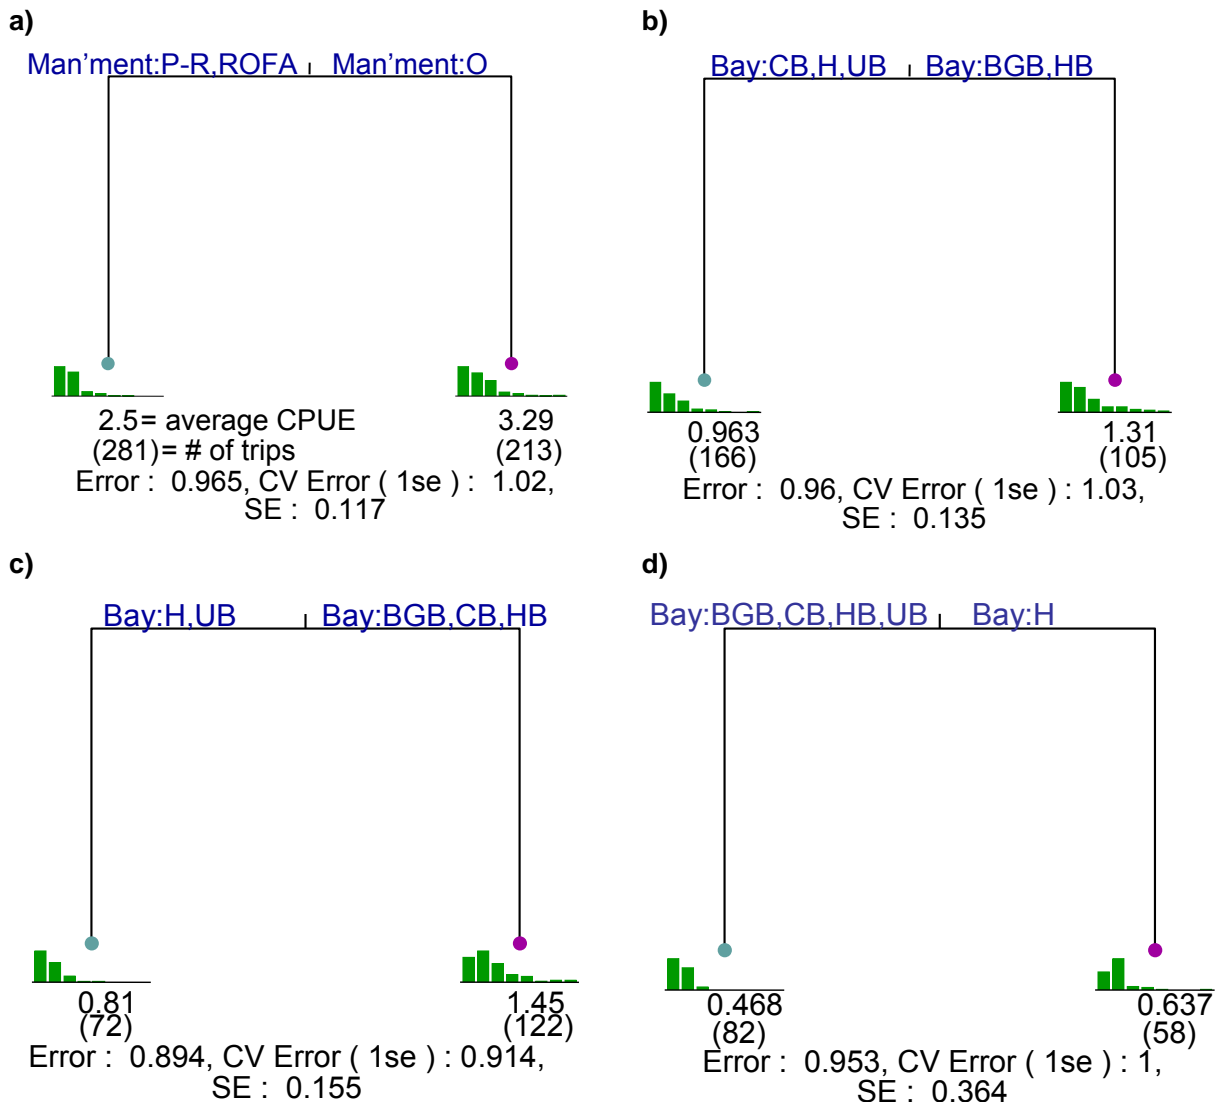 a)
Man'ment:P-R,ROFA Man'ment:O
2.5= average CPUE 3.29
(281)= # of trips (213)
Error : 0.965, CV Error ( 1se ) : 1.02,
SE : 0.117
b)
Bay:CB,H,UB Bay:BGB,HB
0.963 1.31
(166) (105)
Error : 0.96, CV Error ( 1se ) : 1.03,
SE : 0.135
c)
Bay:H,UB Bay:BGB,CB,HB
0.81 1.45
(72) (122)
Error : 0.894, CV Error ( 1se ) : 0.914,
SE : 0.155
d)
Bay:BGB,CB,HB,UB Bay:H
0.468 0.637
(82) (58)
Error : 0.953, CV Error ( 1se ) : 1,
SE : 0.364